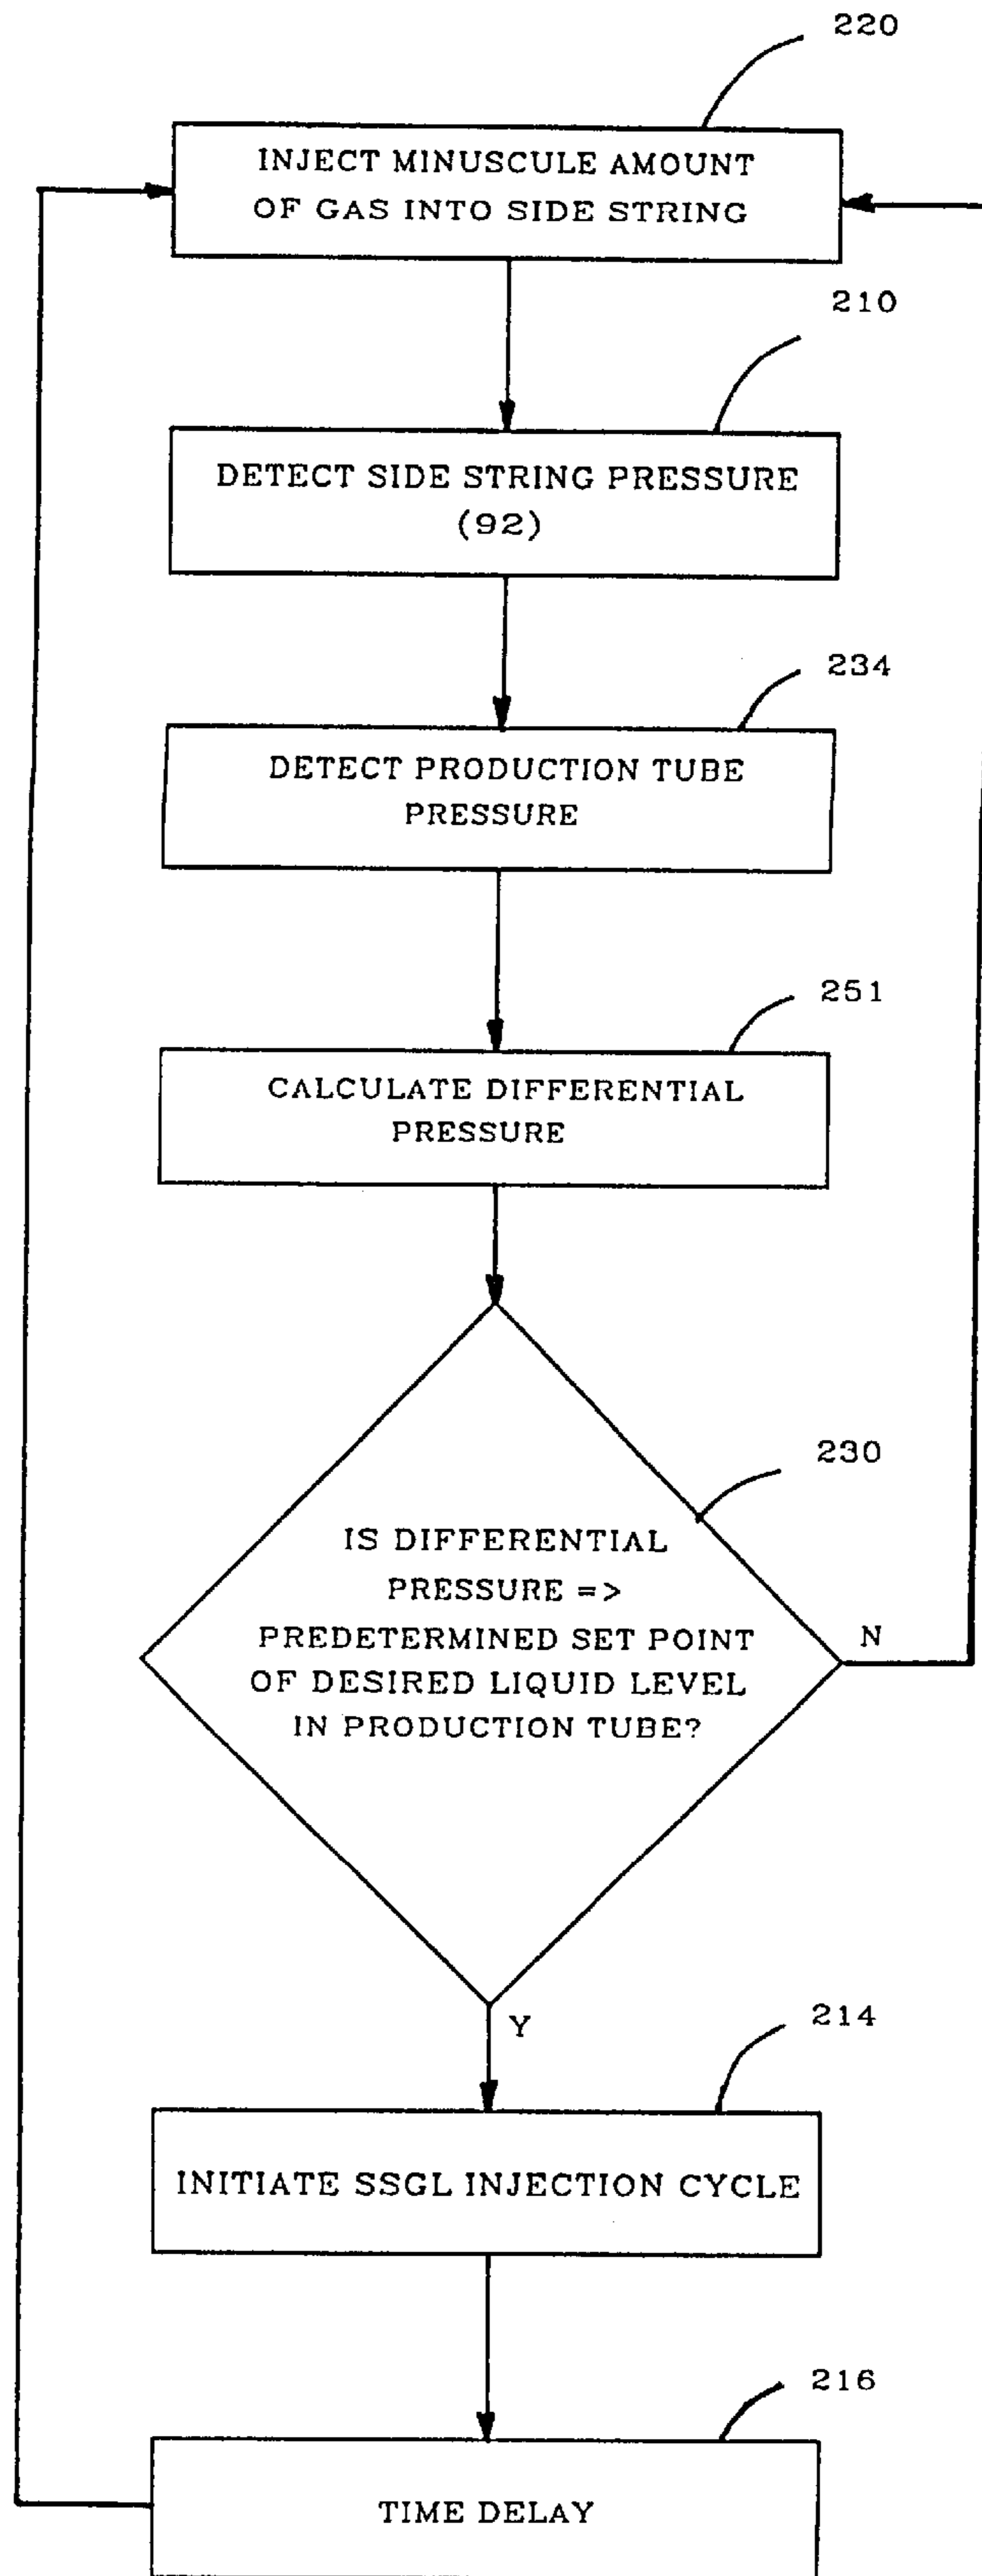 220
INJECT MINUSCULE AMOUNT
OF GAS INTO SIDE STRING
210
DETECT SIDE STRING PRESSURE
(92)
234
DETECT PRODUCTION TUBE
PRESSURE
251
CALCULATE DIFFERENTIAL
PRESSURE
230
IS DIFFERENTIAL
PRESSURE =>
PREDETERMINED SET POINT
OF DESIRED LIQUID LEVEL
IN PRODUCTION TUBE?
N
Y
214
INITIATE SSGL INJECTION CYCLE
216
TIME DELAY